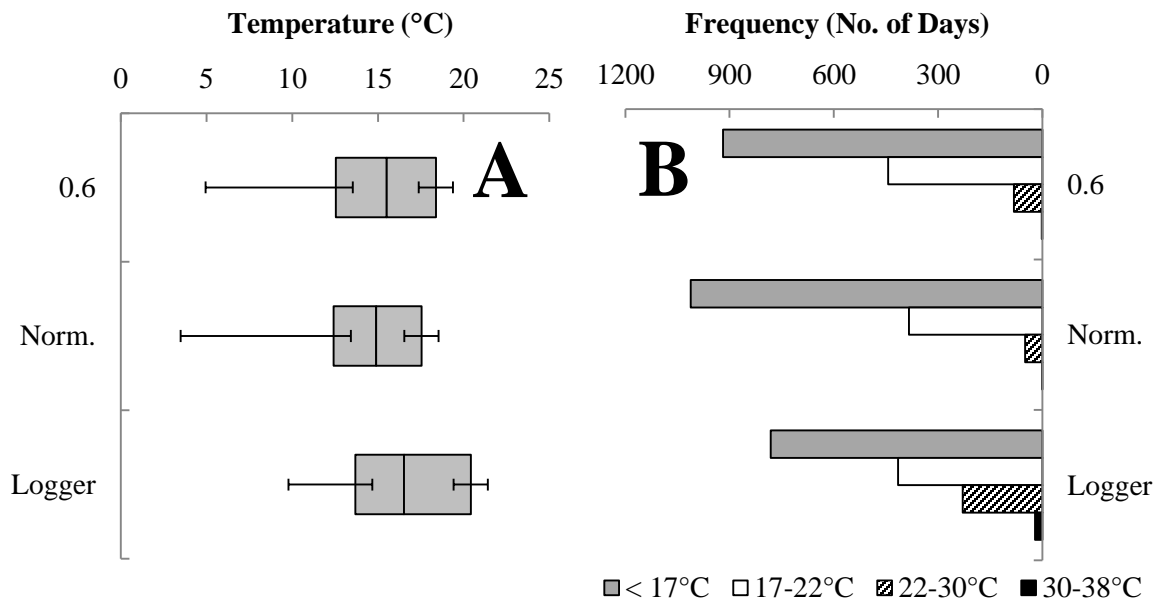 Temperature (°C)
0 5 10 15 20 25
A
0.6
Norm.
Logger
Frequency (No. of Days)
1200 900 600 300 0
B
0.6
Norm.
Logger
< 17°C 17-22°C 22-30°C 30-38°C